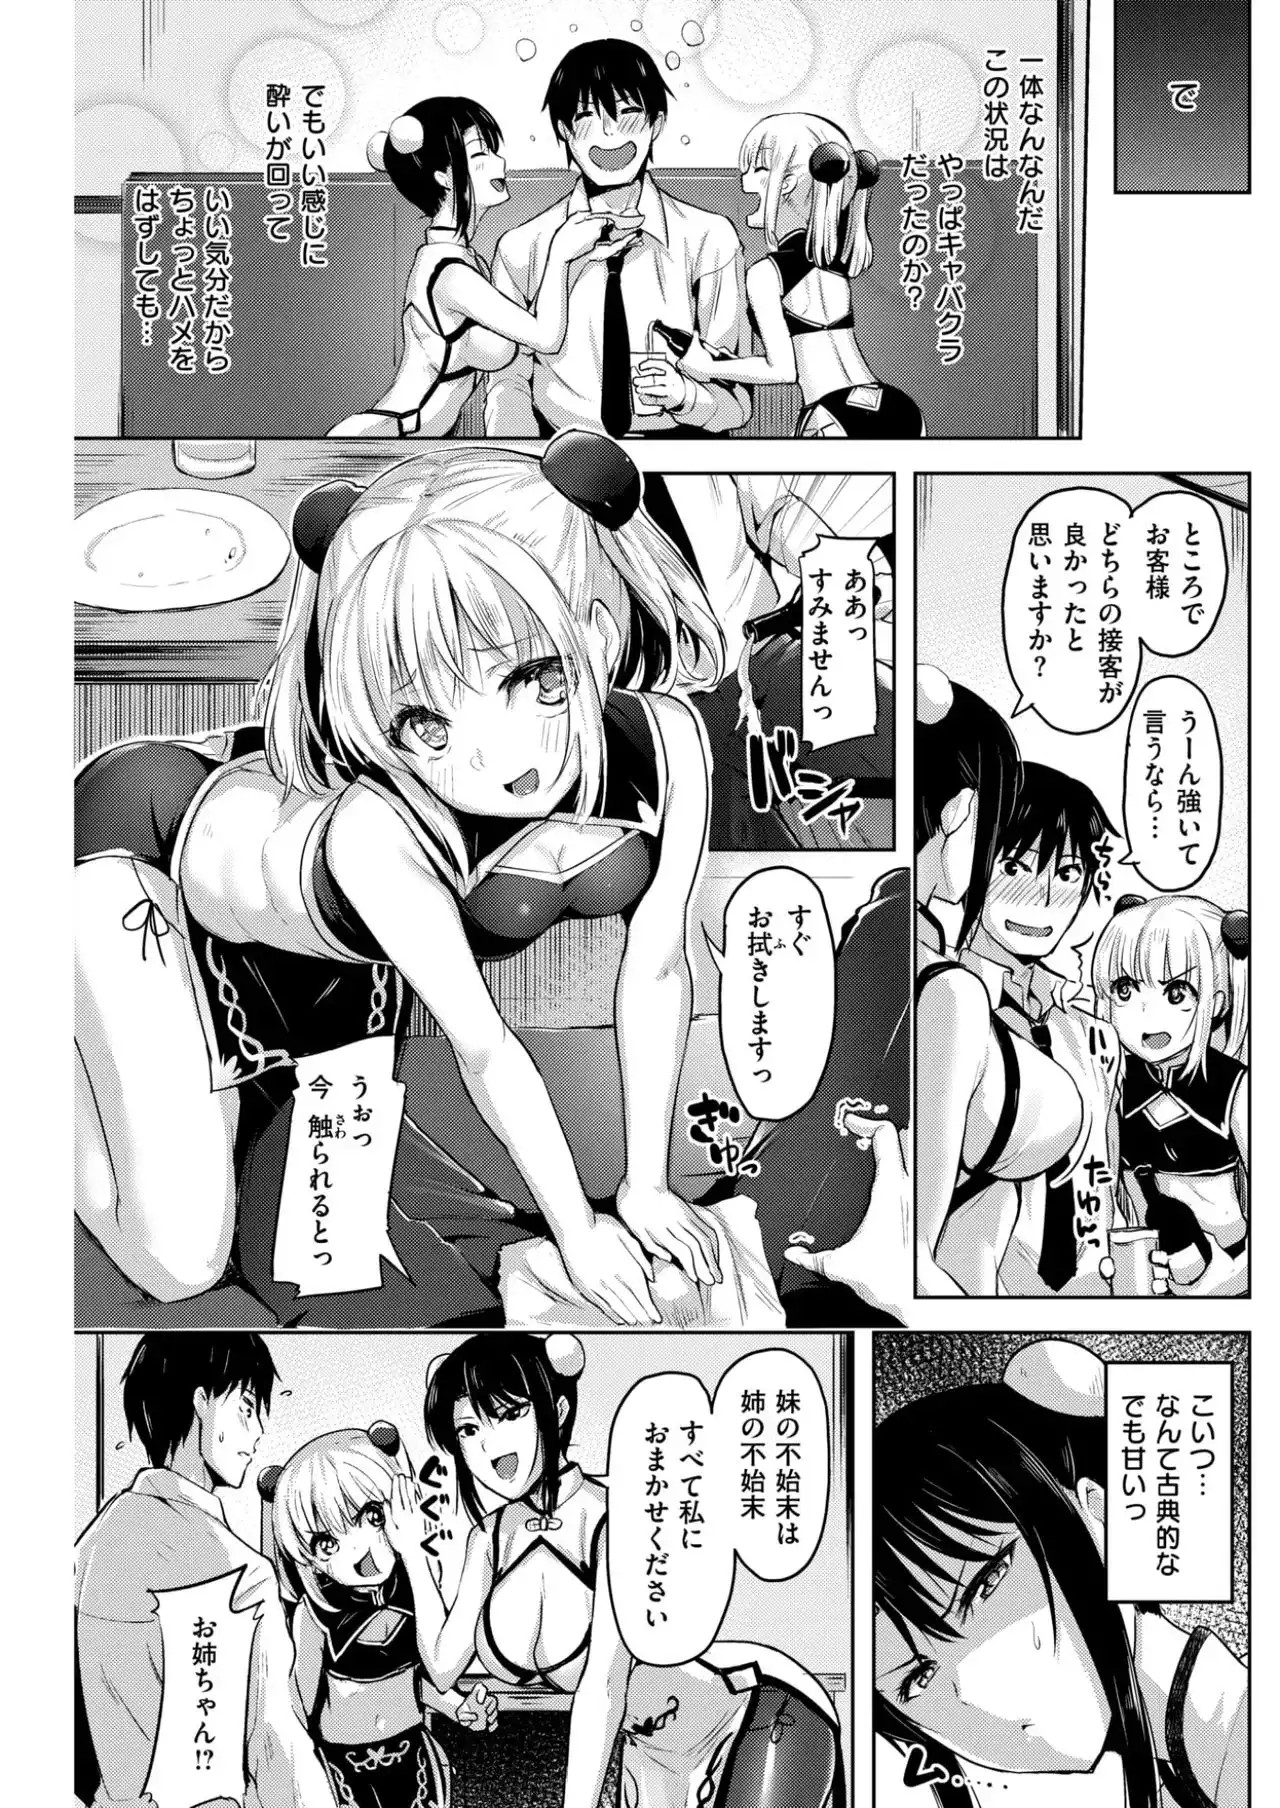 で
一体なんなんだ
この状況は
やっぱキャバクラ
だったのか？
でもいい感じに
酔いが回って
いい気分だから
ちょっとハメを
はずしても…
ところで
お客様
どちらの接客が
良かったと
思いますか？
うーん強いて
言うなら…
ちらっ
ハッ
たゆんっ
ああっ
すみませんっ
バシャ
すぐ
お拭きしますっ
ふ
ぎゅっ
うおっ
今触られるとっ
さわ
こいつ…
なんて古典的な
でも甘いっ
ん……
妹の不始末は
姉の不始末
すべて私に
おまかせください
ぐぐぐ
お姉ちゃん!?